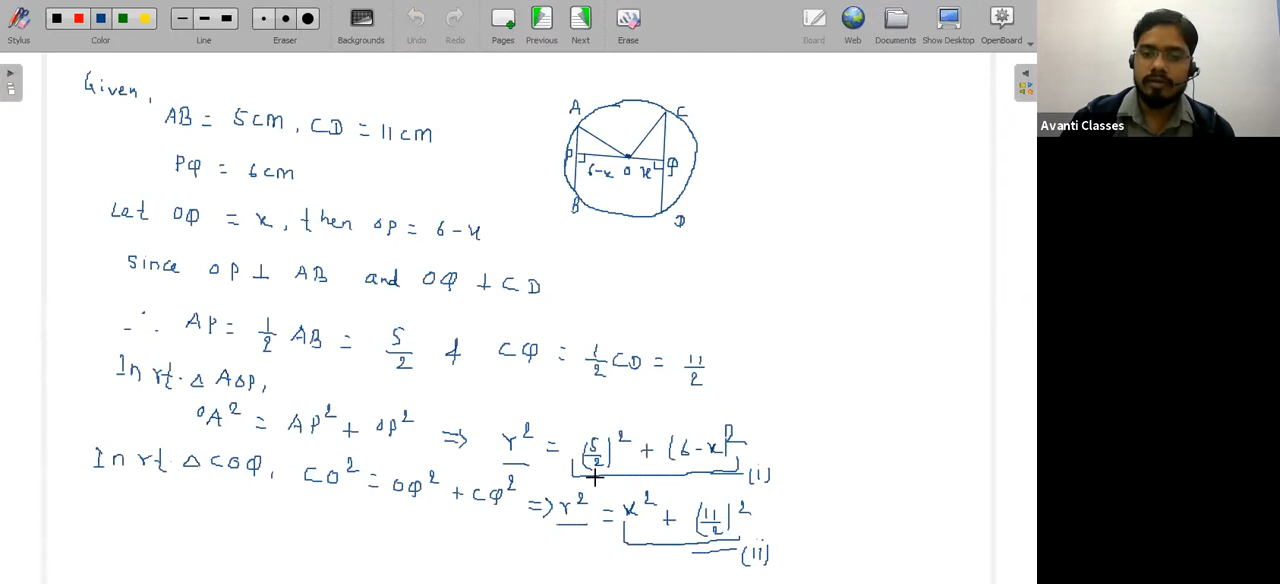 Stylus Color Line Eraser Backgrounds Undo Redo Pages Previous Next Erase Board Web Documents Show Desktop OpenBoard
Avanti Classes
Given,
AB = 5cm, CD = 11cm
PQ = 6cm
Let OQ = x, then OP = 6-x
Since OP ⊥ AB and OQ ⊥ CD
∴ AP = 1/2 AB = 5/2 & CQ = 1/2 CD = 11/2
In rt. △ AOP,
OA² = AP² + OP² => r² = (5/2)² + (6-x)² (i)
In rt. △ COQ, CO² = OQ² + CQ² => r² = x² + (11/2)² (ii)
A C
P 6-x O x Q
B D